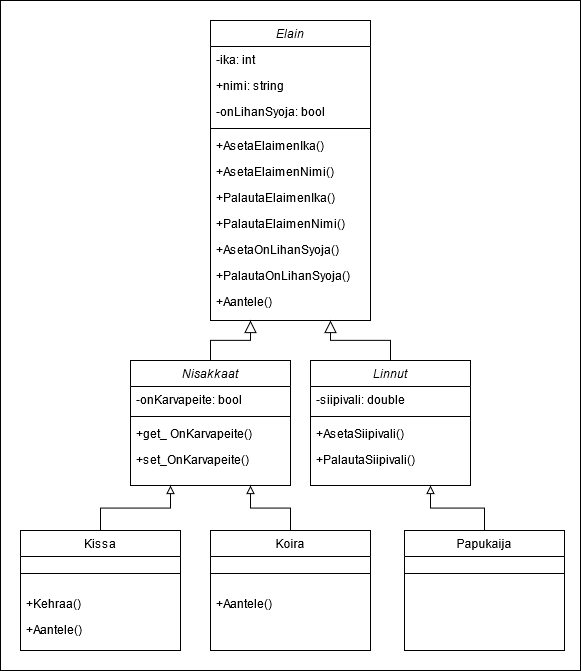 Elain
-ika: int
+nimi: string
-onLihanSyoja: bool
+AsetaElaimenIka()
+AsetaElaimenNimi()
+PalautaElaimenIka()
+PalautaElaimenNimi()
+AsetaOnLihanSyoja()
+PalautaOnLihanSyoja()
+Aantele()
Nisakkaat
-onKarvapeite: bool
+get_ OnKarvapeite()
+set_OnKarvapeite()
Linnut
-siipivali: double
+AsetaSiipivali()
+PalautaSiipivali()
Kissa
+Kehraa()
+Aantele()
Koira
+Aantele()
Papukaija